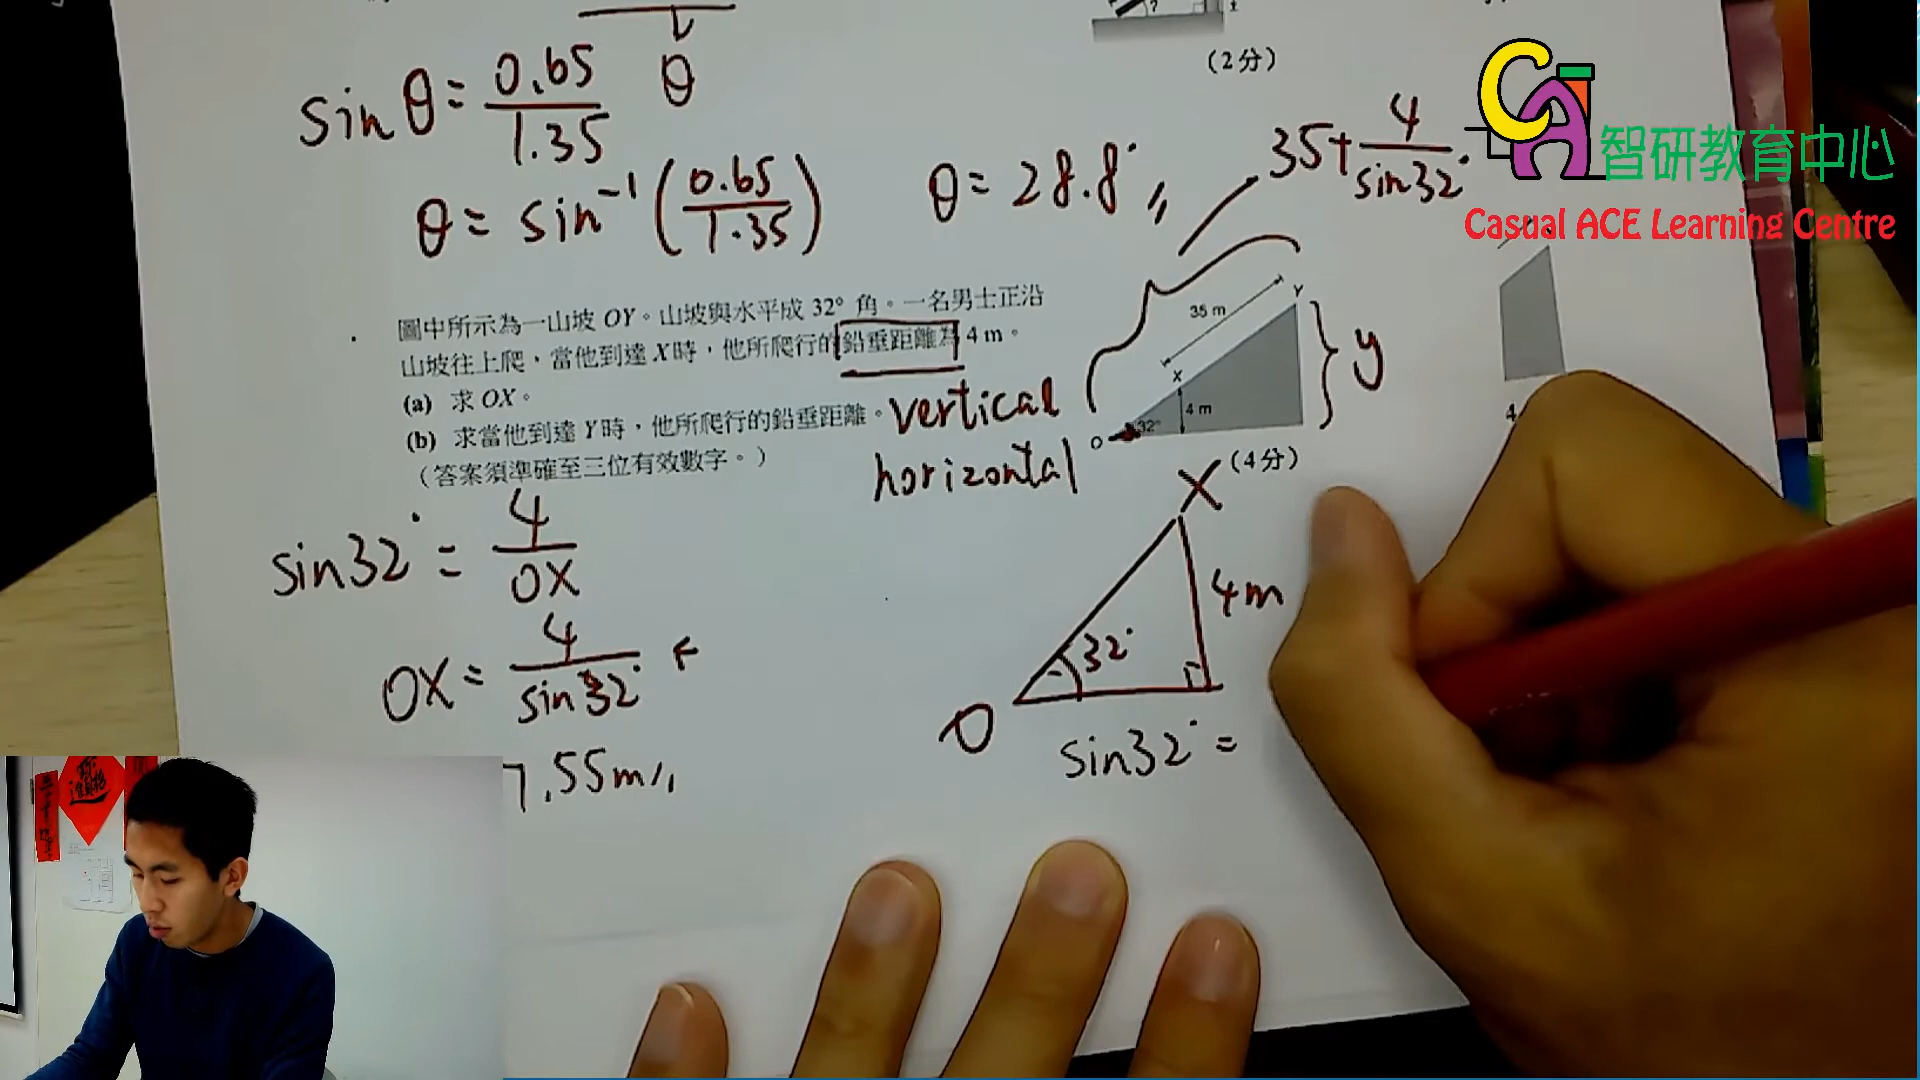 (2分)
sin θ = 0.65/1.35
θ
θ = sin⁻¹(0.65/1.35)
θ = 28.8°
35 + 4/sin32°
智研教育中心
Casual ACE Learning Centre
圖中所示為一山坡 OY。山坡與水平成 32° 角。一名男士正沿
山坡往上爬,當他到達 X 時,他所爬行的鉛垂距離為 4 m。
(a) 求 OX。
(b) 求當他到達 Y 時,他所爬行的鉛垂距離。
(答案須準確至三位有效數字。)
vertical
horizontal
35 m
Y
X
4 m
32°
O
y
(4分)
4
sin32° = 4/OX
OX = 4/sin32°
7.55m
X
4m
32°
O
sin32° =